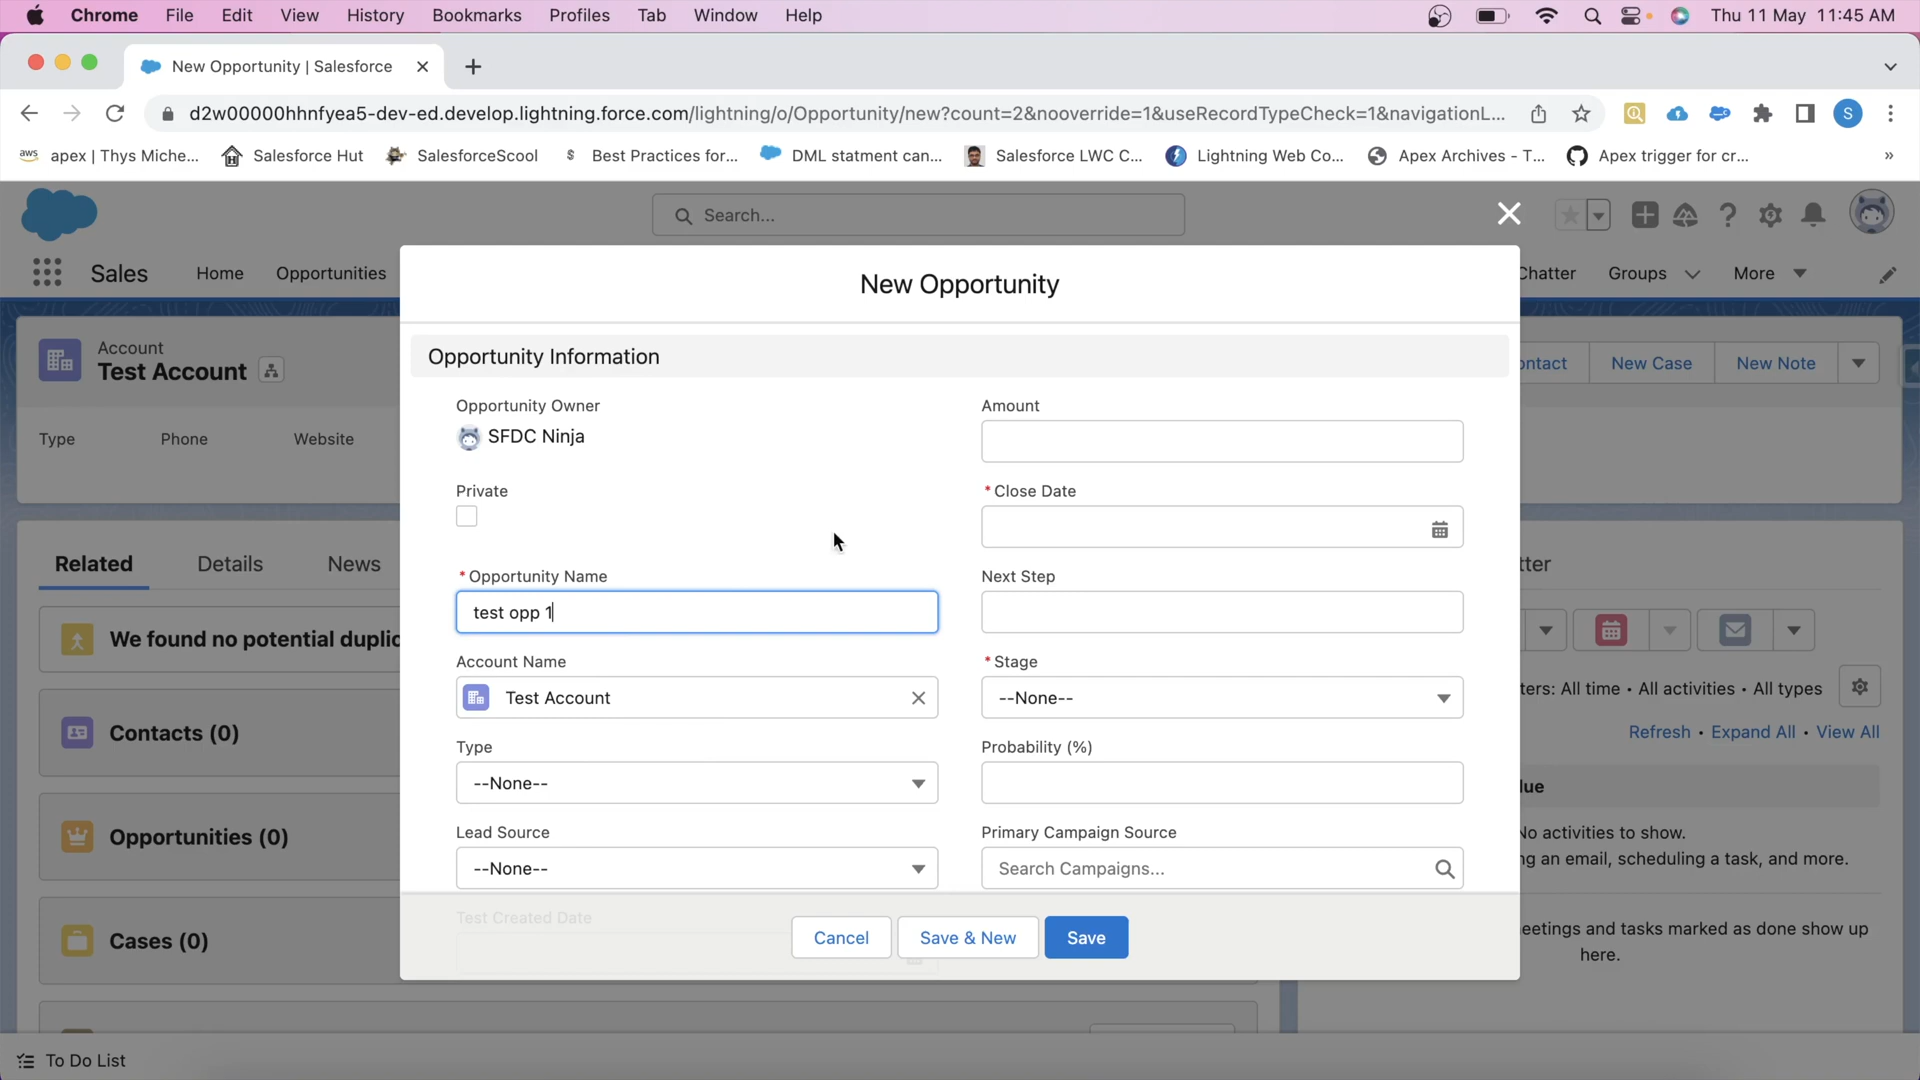 Chrome File Edit View History Bookmarks Profiles Tab Window Help Thu 11 May 11:45 AM
New Opportunity | Salesforce
d2w00000hhnfyea5-dev-ed.develop.lightning.force.com/lightning/o/Opportunity/new?count=2&nooverride=1&useRecordTypeCheck=1&navigationL... S
aws apex | Thys Miche... Salesforce Hut SalesforceScool S Best Practices for... DML statment can... Salesforce LWC C... Lightning Web Co... Apex Archives - T... Apex trigger for cr... »
Search...
Sales Home Opportunities Chatter Groups More
New Opportunity
Account
Test Account
ontact New Case New Note
Type Phone Website
Opportunity Information
Opportunity Owner
SFDC Ninja
Amount
Private
* Close Date
Related Details News
tter
* Opportunity Name
test opp 1
Next Step
We found no potential duplic
Account Name
Test Account
* Stage
--None--
ters: All time • All activities • All types
Refresh • Expand All • View All
Contacts (0)
Type
--None--
Probability (%)
lue
Opportunities (0)
Lead Source
--None--
Primary Campaign Source
Search Campaigns...
No activities to show.
ng an email, scheduling a task, and more.
Test Created Date
Cancel Save & New Save
Cases (0)
eetings and tasks marked as done show up
here.
To Do List